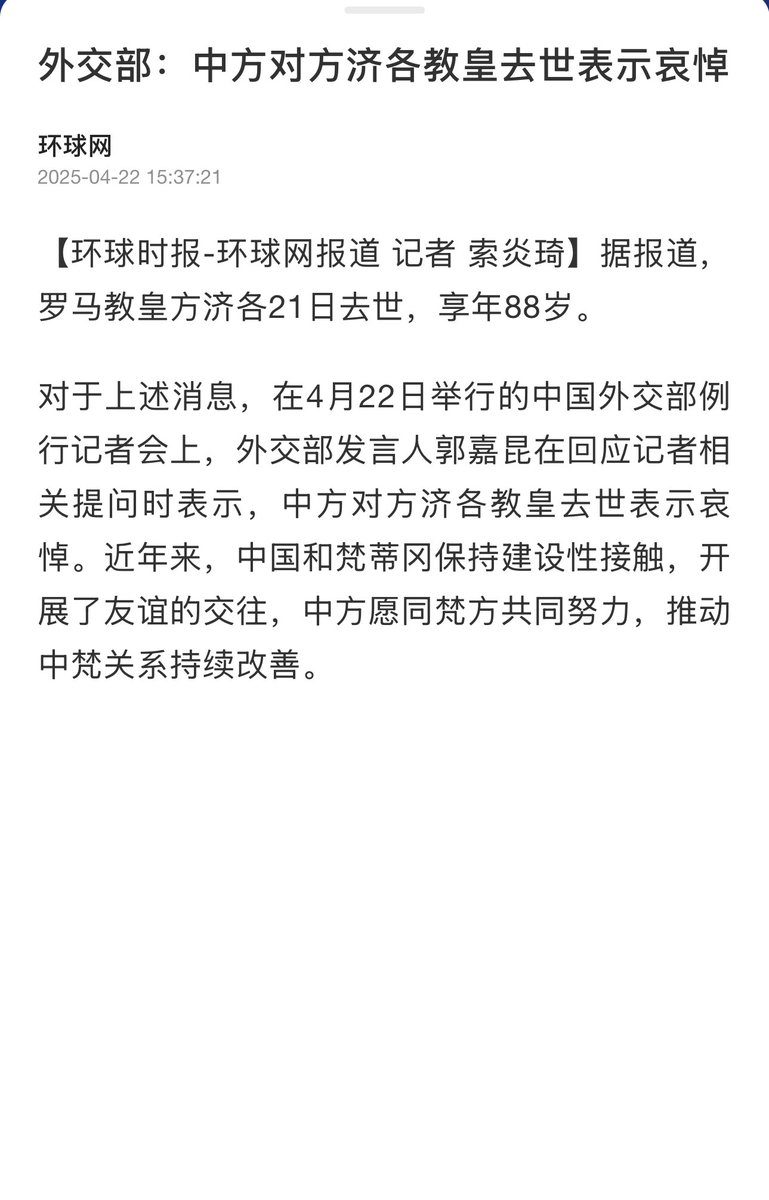 外交部：中方对方济各教皇去世表示哀悼
环球网
2025-04-22 15:37:21
【环球时报-环球网报道 记者 索炎琦】据报道，
罗马教皇方济各21日去世，享年88岁。
对于上述消息，在4月22日举行的中国外交部例
行记者会上，外交部发言人郭嘉昆在回应记者相
关提问时表示，中方对方济各教皇去世表示哀
悼。近年来，中国和梵蒂冈保持建设性接触，开
展了友谊的交往，中方愿同梵方共同努力，推动
中梵关系持续改善。